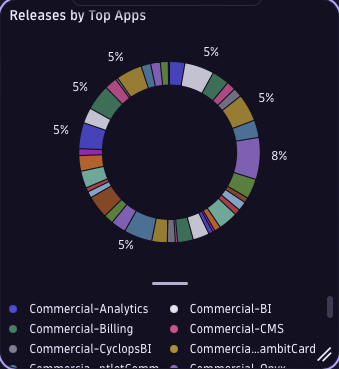 Releases by Top Apps
5%
5%
5%
5%
5%
8%
5%
Commercial-Analytics
Commercial-BI
Commercial-Billing
Commercial-CMS
Commercial-CyclopsBI
Commercia...ambitCard